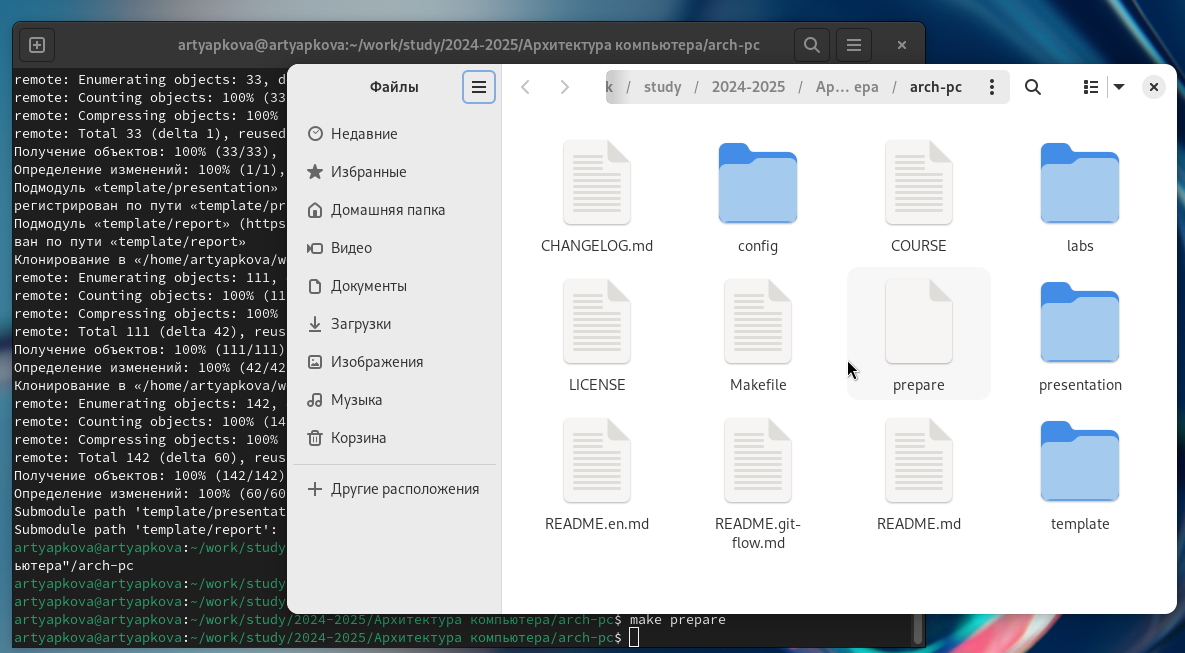 artyapkova@artyapkova:~/work/study/2024-2025/Архитектура компьютера/arch-pc
remote: Enumerating objects: 33, d
remote: Counting objects: 100% (33
remote: Compressing objects: 100%
remote: Total 33 (delta 1), reused
Получение объектов: 100% (33/33),
Определение изменений: 100% (1/1),
Подмодуль «template/presentation»
регистрирован по пути «template/pr
Подмодуль «template/report» (https
ван по пути «template/report»
Клонирование в «/home/artyapkova/w
remote: Enumerating objects: 111,
remote: Counting objects: 100% (11
remote: Compressing objects: 100%
remote: Total 111 (delta 42), reus
Получение объектов: 100% (111/111)
Определение изменений: 100% (42/42
Клонирование в «/home/artyapkova/w
remote: Enumerating objects: 142,
remote: Counting objects: 100% (14
remote: Compressing objects: 100%
remote: Total 142 (delta 60), reus
Получение объектов: 100% (142/142)
Определение изменений: 100% (60/60
Submodule path 'template/presentat
Submodule path 'template/report':
artyapkova@artyapkova:~/work/study
ьютера"/arch-pc
artyapkova@artyapkova:~/work/study
artyapkova@artyapkova:~/work/study
artyapkova@artyapkova:~/work/study/2024-2025/Архитектура компьютера/arch-pc$ make prepare
artyapkova@artyapkova:~/work/study/2024-2025/Архитектура компьютера/arch-pc$
Файлы
k / study / 2024-2025 / Ар… ера / arch-pc
Недавние
Избранные
Домашняя папка
Видео
Документы
Загрузки
Изображения
Музыка
Корзина
Другие расположения
CHANGELOG.md
config
COURSE
labs
LICENSE
Makefile
prepare
presentation
README.en.md
README.git-
flow.md
README.md
template